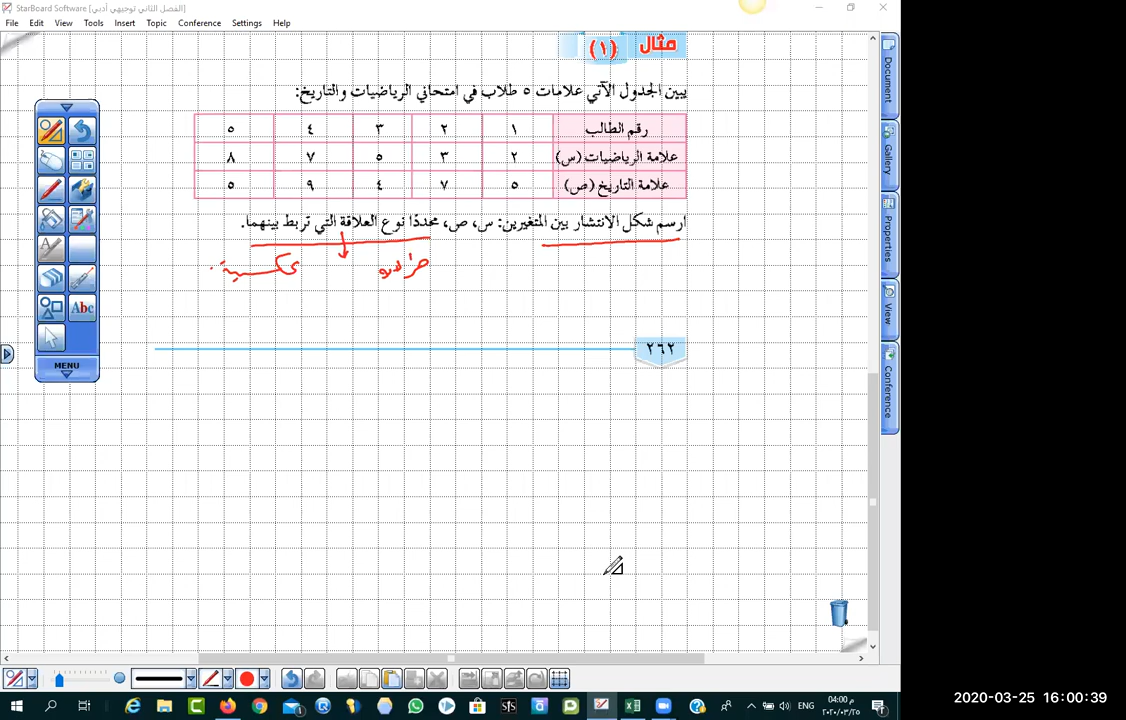 StarBoard Software [الفصل الثاني توجيهي أدبي]
File Edit View Tools Insert Topic Conference Settings Help
مثال (١)
يبين الجدول الآتي علامات ٥ طلاب في امتحاني الرياضيات والتاريخ:
رقم الطالب ١ ٢ ٣ ٤ ٥
علامة الرياضيات (س) ٢ ٣ ٥ ٧ ٨
علامة التاريخ (ص) ٥ ٧ ٤ ٩ ٥
ارسم شكل الانتشار بين المتغيرين: س، ص، محددًا نوع العلاقة التي تربط بينهما.
طردية عكسية
٢٦٢
Abc
MENU
Document
Gallery
Properties
View
Conference
04:00 م
ENG
٢٠٢٠/٠٣/٢٥
2020-03-25 16:00:39